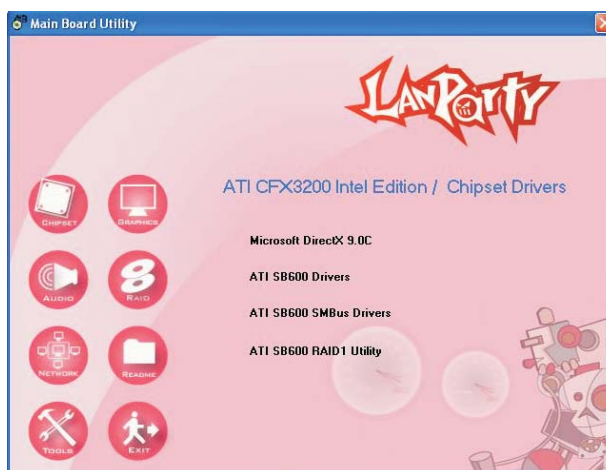 Main Board Utility
LANPARTY
ATI CFX3200 Intel Edition / Chipset Drivers
Microsoft DirectX 9.0C
ATI SB600 Drivers
ATI SB600 SMBus Drivers
ATI SB600 RAID1 Utility
CHIPSET
GRAPHICS
AUDIO
RAID
NETWORK
README
TOOLS
EXIT